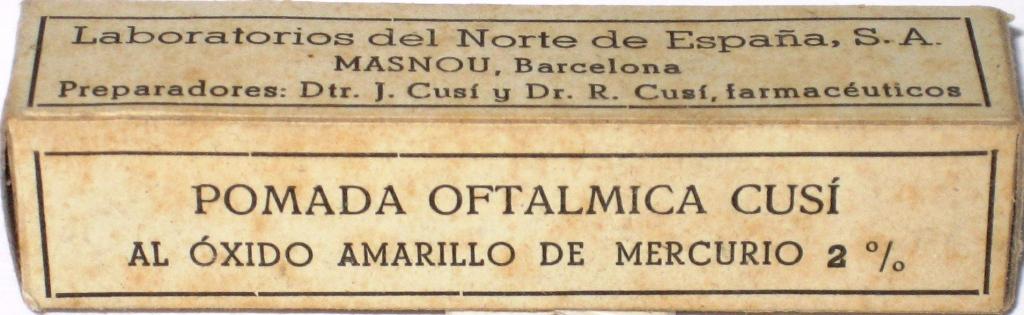 Laboratorios del Norte de España, S. A.
MASNOU, Barcelona
Preparadores: Dtr. J. Cusí y Dr. R. Cusí, farmacéuticos
POMADA OFTALMICA CUSÍ
AL ÓXIDO AMARILLO DE MERCURIO 2 %